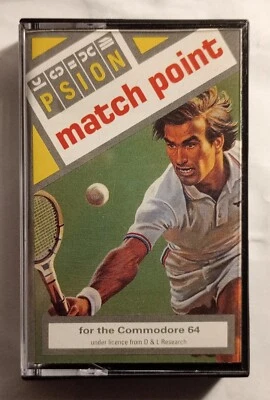 PSION
match point
for the Commodore 64
under licence from D & L Research